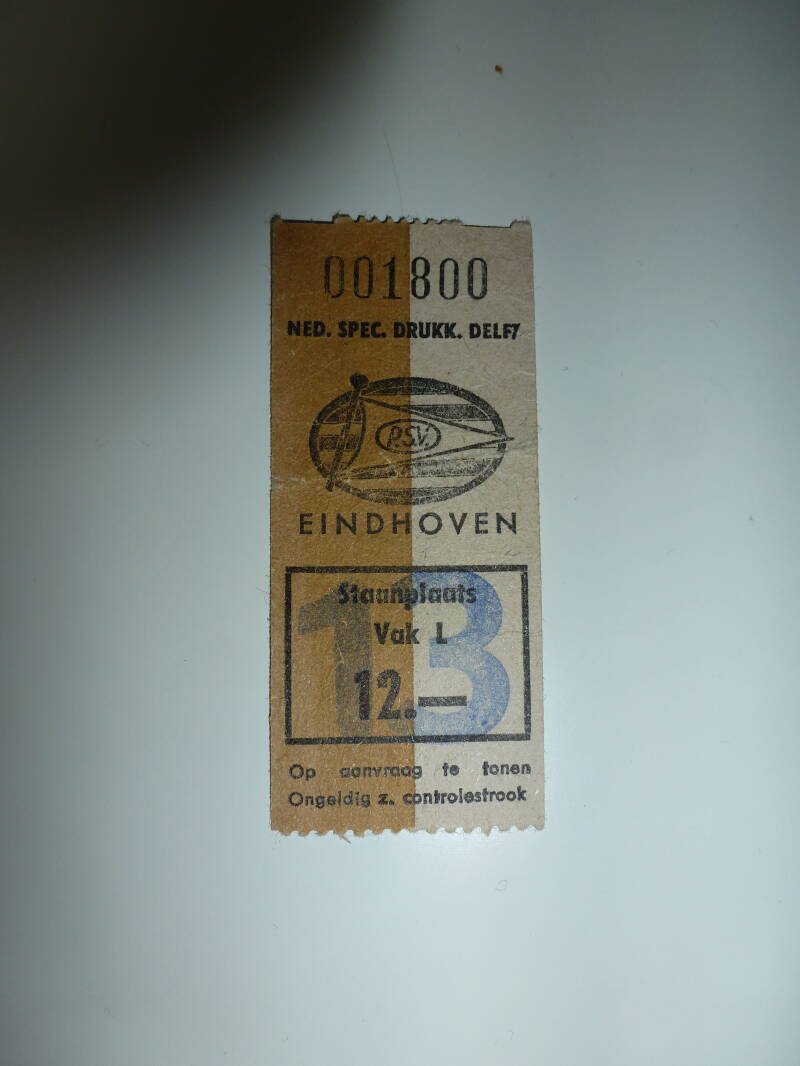 001800
NED. SPEC. DRUKK. DELFT
P.S.V.
EINDHOVEN
13
Staanplaats
Vak L
12.—
Op aanvraag te tonen
Ongeldig z. controlestrook